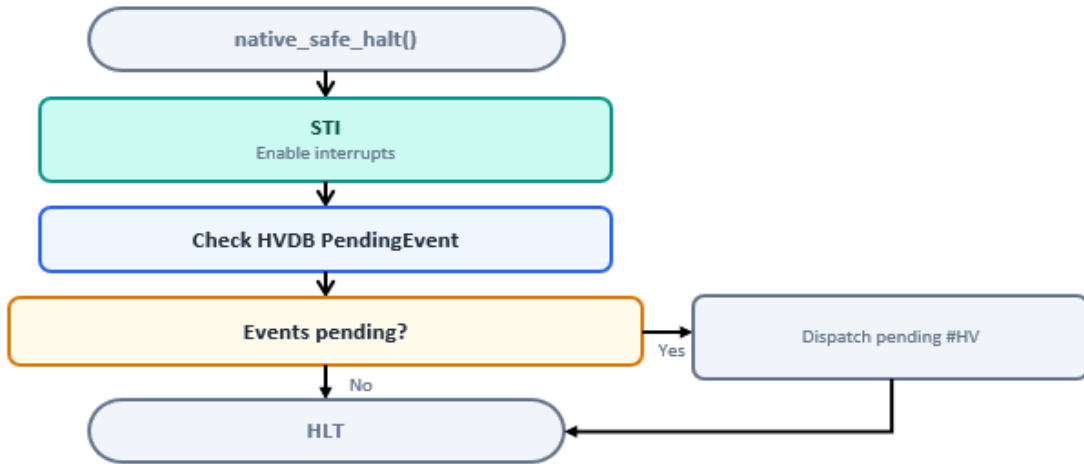 native_safe_halt()
STI
Enable interrupts
Check HVDB PendingEvent
Events pending?
Yes
Dispatch pending #HV
No
HLT